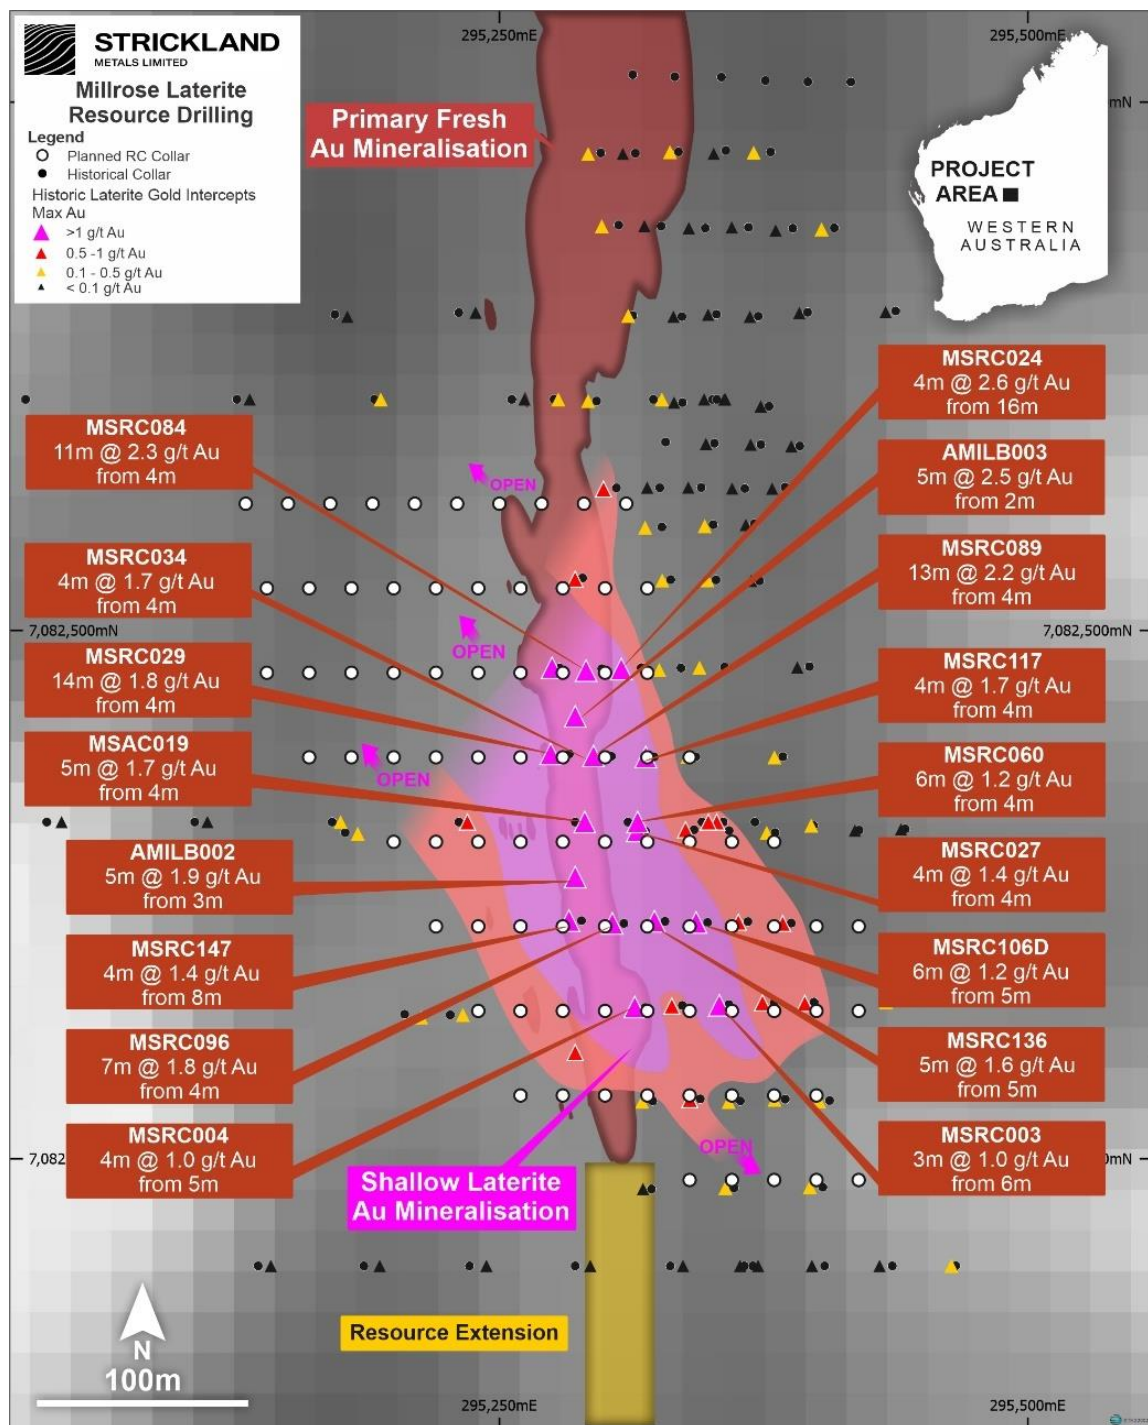 295,250mE
295,500mE
STRICKLAND
METALS LIMITED
Millrose Laterite
Resource Drilling
Legend
Planned RC Collar
Historical Collar
Historic Laterite Gold Intercepts
Max Au
>1 g/t Au
0.5 -1 g/t Au
0.1 - 0.5 g/t Au
< 0.1 g/t Au
Primary Fresh
Au Mineralisation
PROJECT
AREA
WESTERN
AUSTRALIA
mN
MSRC024
4m @ 2.6 g/t Au
from 16m
MSRC084
11m @ 2.3 g/t Au
from 4m
AMILB003
5m @ 2.5 g/t Au
from 2m
OPEN
MSRC034
4m @ 1.7 g/t Au
from 4m
MSRC089
13m @ 2.2 g/t Au
from 4m
7,082,500mN
7,082,500mN
OPEN
MSRC029
14m @ 1.8 g/t Au
from 4m
MSRC117
4m @ 1.7 g/t Au
from 4m
MSAC019
5m @ 1.7 g/t Au
from 4m
OPEN
MSRC060
6m @ 1.2 g/t Au
from 4m
AMILB002
5m @ 1.9 g/t Au
from 3m
MSRC027
4m @ 1.4 g/t Au
from 4m
MSRC147
4m @ 1.4 g/t Au
from 8m
MSRC106D
6m @ 1.2 g/t Au
from 5m
MSRC096
7m @ 1.8 g/t Au
from 4m
MSRC136
5m @ 1.6 g/t Au
from 5m
MSRC004
4m @ 1.0 g/t Au
from 5m
MSRC003
3m @ 1.0 g/t Au
from 6m
7,082
0mN
OPEN
Shallow Laterite
Au Mineralisation
Resource Extension
N
100m
295,250mE
295,500mE